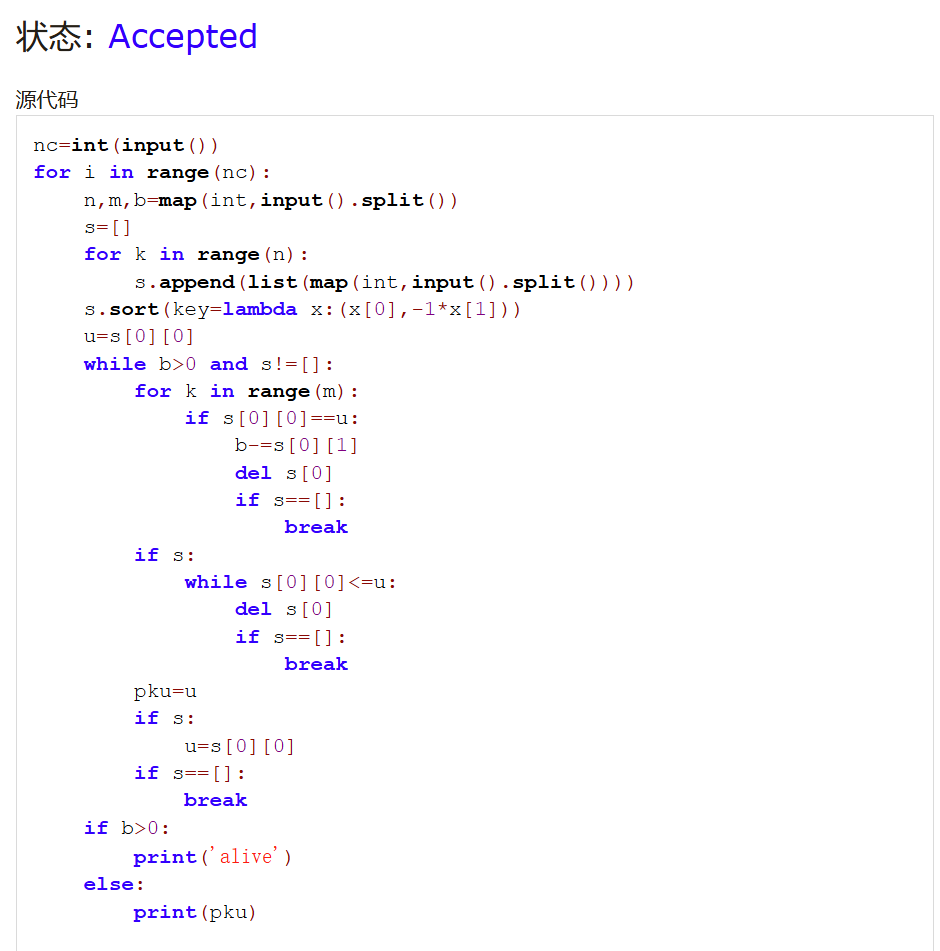 状态: Accepted
源代码
nc=int(input())
for i in range(nc):
    n,m,b=map(int,input().split())
    s=[]
    for k in range(n):
        s.append(list(map(int,input().split())))
    s.sort(key=lambda x:(x[0],-1*x[1]))
    u=s[0][0]
    while b>0 and s!=[]:
        for k in range(m):
            if s[0][0]==u:
                b-=s[0][1]
                del s[0]
                if s==[]:
                    break
        if s:
            while s[0][0]<=u:
                del s[0]
                if s==[]:
                    break
        pku=u
        if s:
            u=s[0][0]
        if s==[]:
            break
    if b>0:
        print('alive')
    else:
        print(pku)